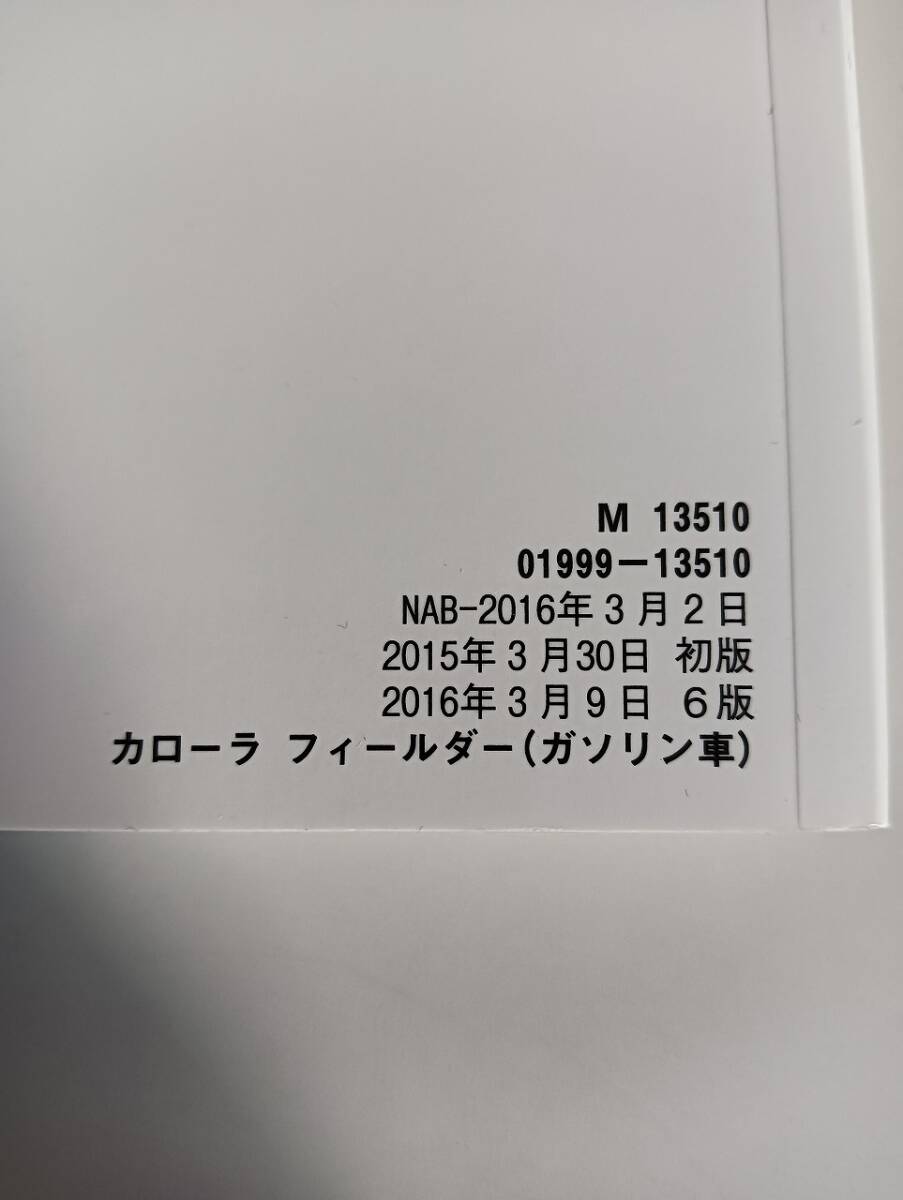 M 13510
01999−13510
NAB-2016年3月2日
2015年3月30日 初版
2016年3月9日 6版
カローラ フィールダー(ガソリン車)